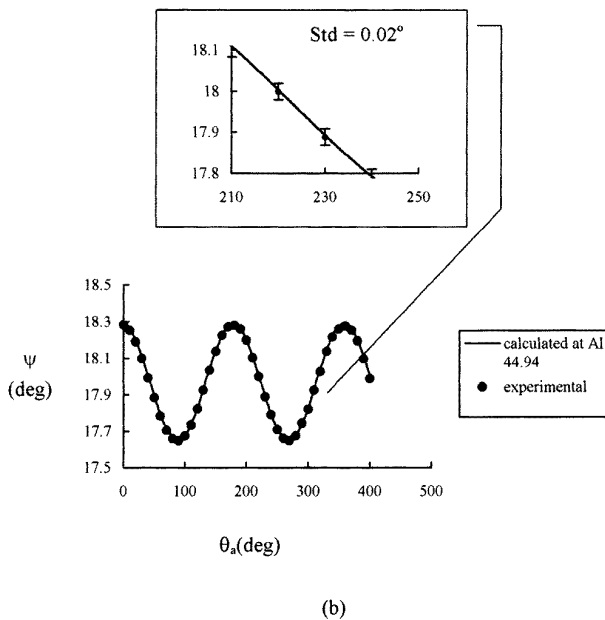 Std = 0.02°
18.1
18
17.9
17.8
210
230
250
18.5
18.3
18.1
17.9
17.7
17.5
ψ
(deg)
0
100
200
300
400
500
θa(deg)
calculated at AI
44.94
experimental
(b)